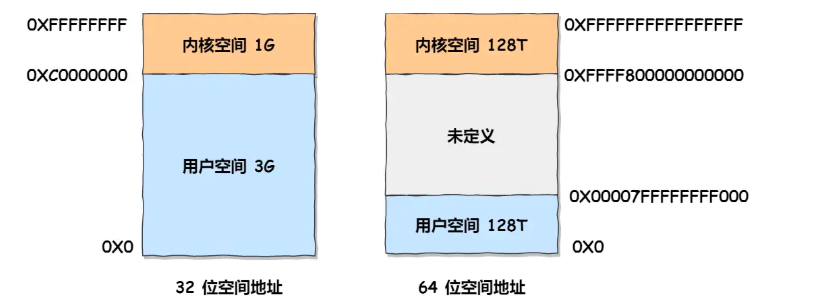 0XFFFFFFFF
内核空间 1G
0XC0000000
用户空间 3G
0X0
32 位空间地址
0XFFFFFFFFFFFFFFFF
内核空间 128T
0XFFFF800000000000
未定义
0X00007FFFFFFFF000
用户空间 128T
0X0
64 位空间地址